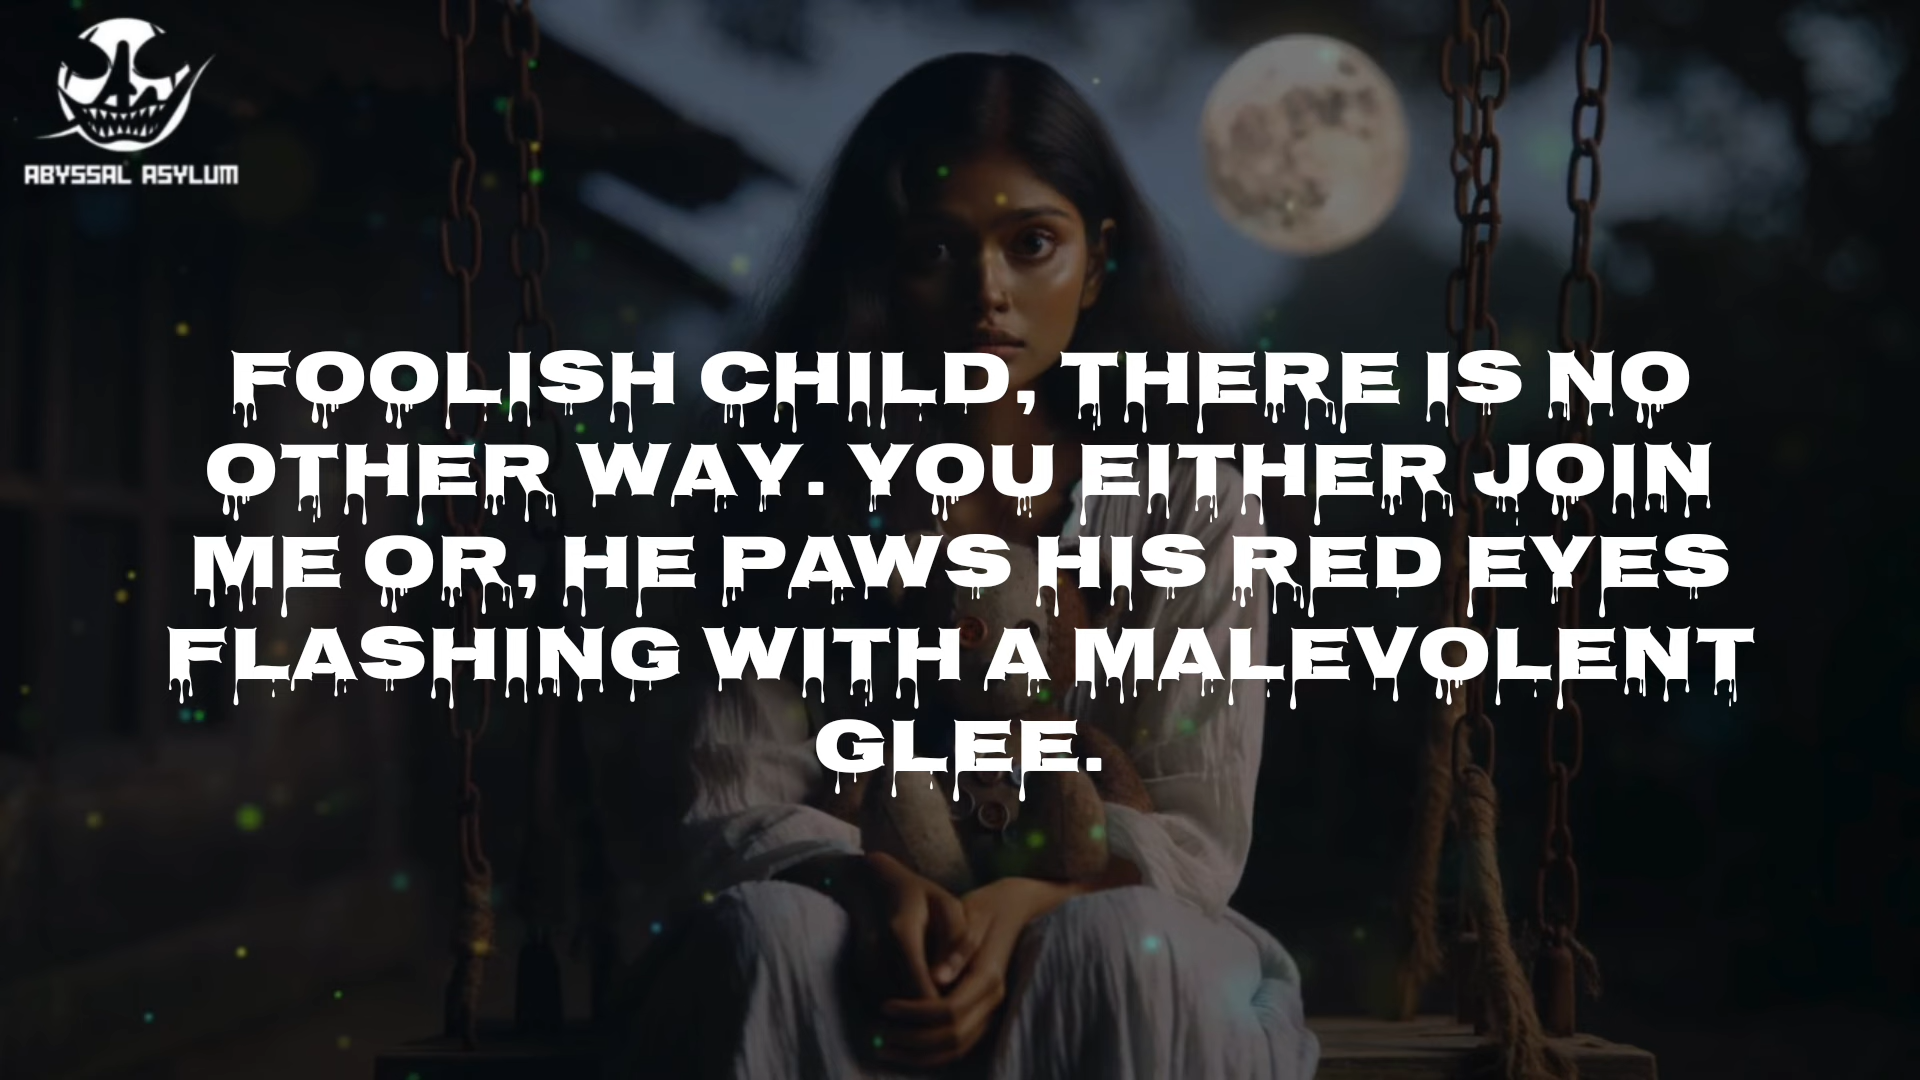 ABYSSAL ASYLUM
FOOLISH CHILD, THERE IS NO
OTHER WAY. YOU EITHER JOIN
ME OR, HE PAWS HIS RED EYES
FLASHING WITH A MALEVOLENT
GLEE.